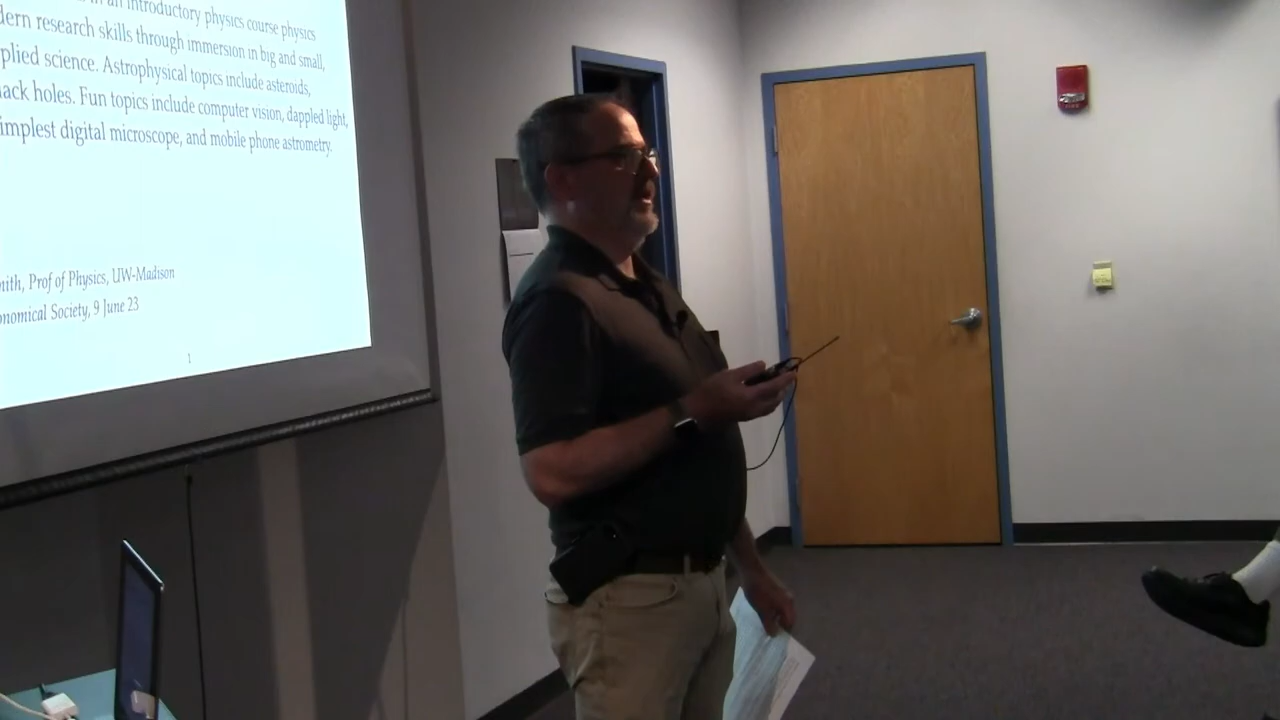 in an introductory physics course physics
dern research skills through immersion in big and small,
plied science. Astrophysical topics include asteroids,
lack holes. Fun topics include computer vision, dappled light,
implest digital microscope, and mobile phone astrometry.
mith, Prof of Physics, UW-Madison
onomical Society, 9 June 23
1